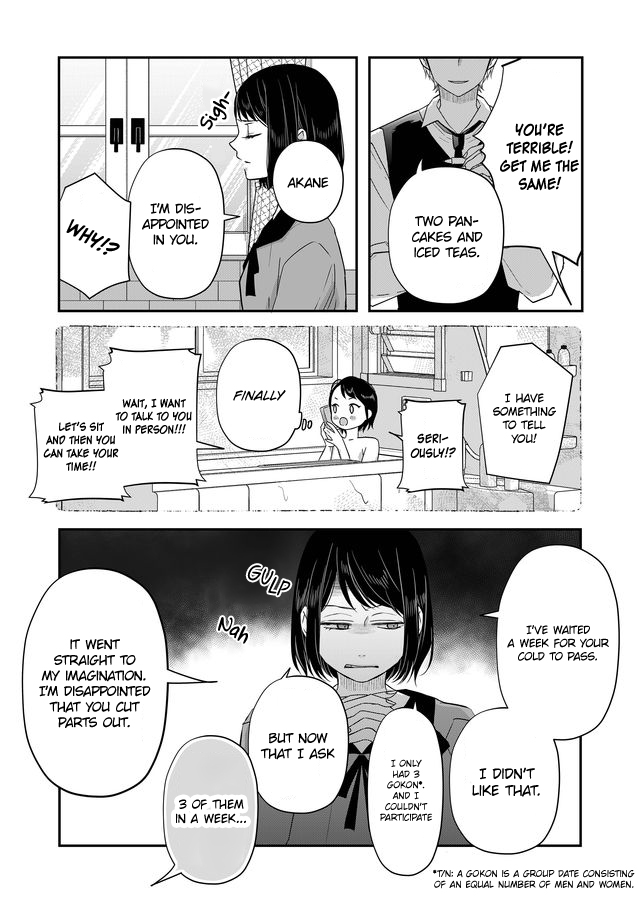 YOU'RE
TERRIBLE!
GET ME THE
SAME!
TWO PAN-
CAKES AND
ICED TEAS.
Sigh-
AKANE
I'M DIS-
APPOINTED
IN YOU.
WHY!?
I HAVE
SOMETHING
TO TELL
YOU!
SERI-
OUSLY!?
FINALLY
WAIT, I WANT
TO TALK TO YOU
IN PERSON!!!
LET'S SIT
AND THEN YOU
CAN TAKE YOUR
TIME!!
I'VE WAITED
A WEEK FOR YOUR
COLD TO PASS.
I DIDN'T
LIKE THAT.
GULP
Nah
I ONLY
HAD 3
GOKON*.
AND I
COULDN'T
PARTICIPATE
BUT NOW
THAT I ASK
IT WENT
STRAIGHT TO
MY IMAGINATION.
I'M DISAPPOINTED
THAT YOU CUT
PARTS OUT.
3 OF THEM
IN A WEEK...
*T/N: A GOKON IS A GROUP DATE CONSISTING
OF AN EQUAL NUMBER OF MEN AND WOMEN.